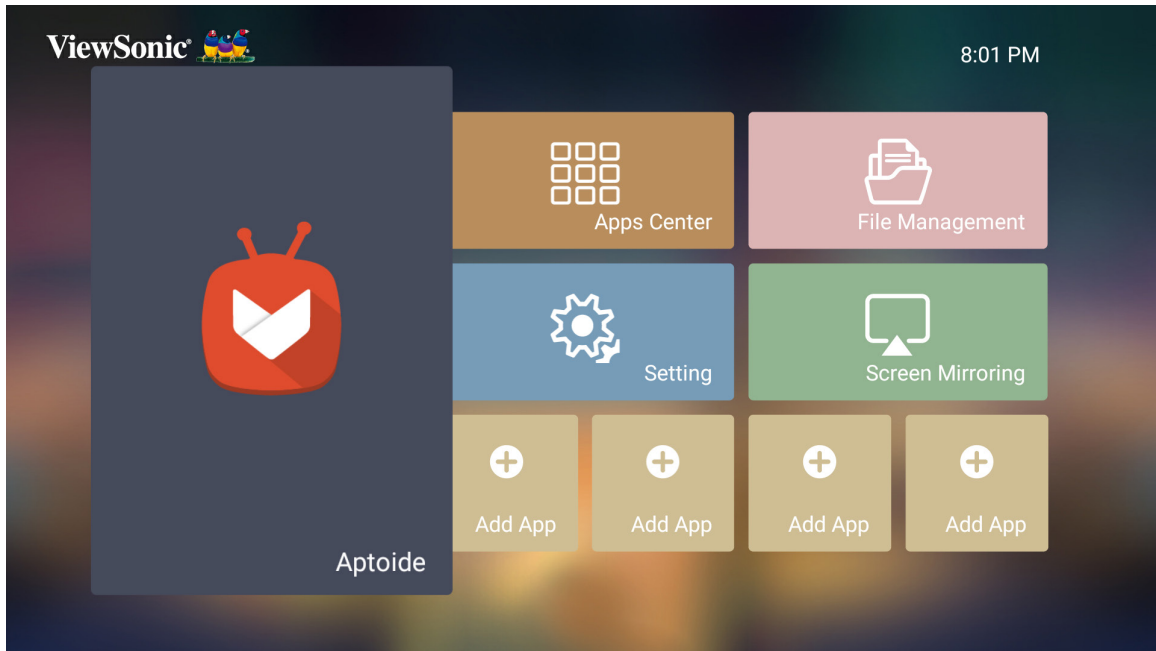 ViewSonic®
8:01 PM
Apps Center
File Management
Setting
Screen Mirroring
Add App
Add App
Add App
Add App
Aptoide